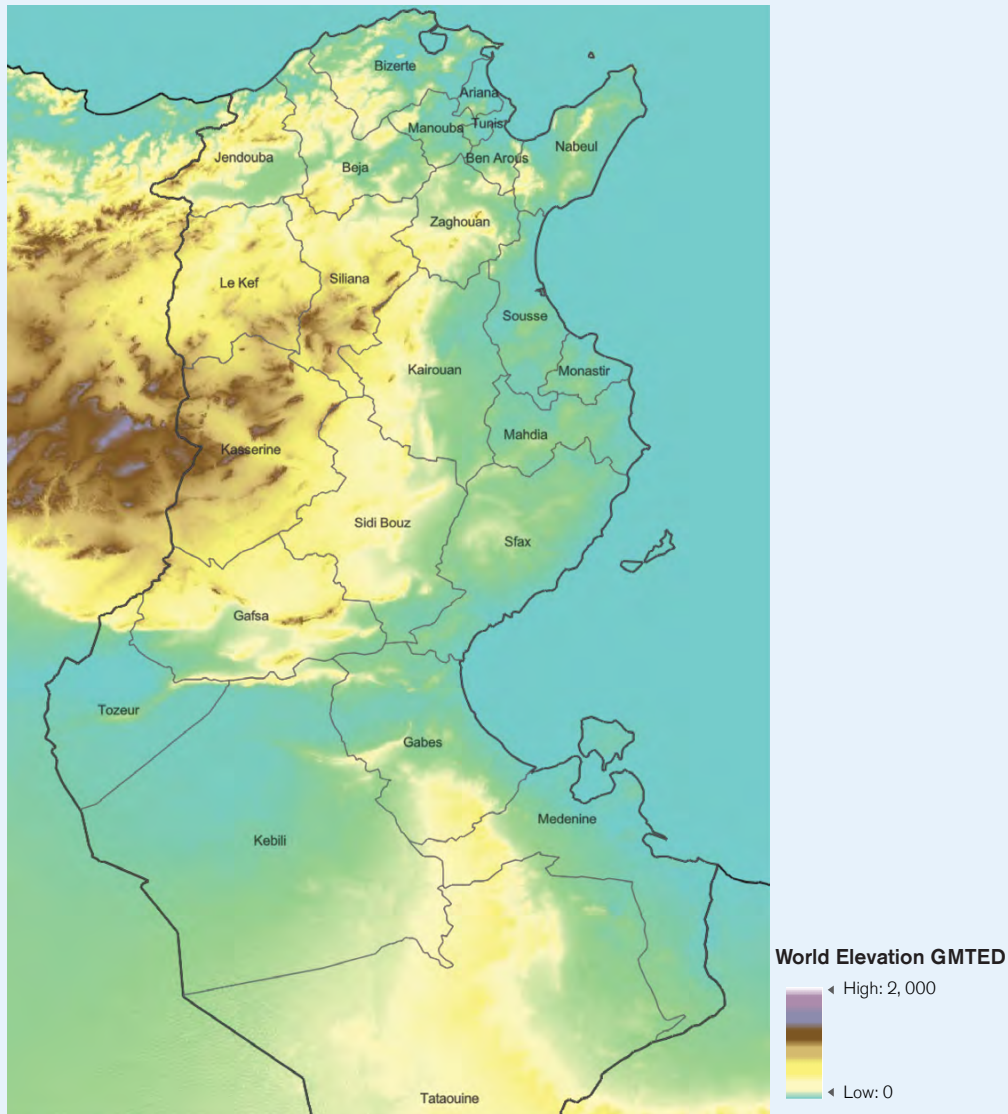 Bizerte
Ariana
Manouba
Tunis
Ben Arous
Nabeul
Jendouba
Beja
Zaghouan
Le Kef
Siliana
Sousse
Kairouan
Monastir
Mahdia
Kasserine
Sidi Bouz
Sfax
Gafsa
Tozeur
Gabes
Medenine
Kebili
Tataouine
World Elevation GMTED
High: 2, 000
Low: 0